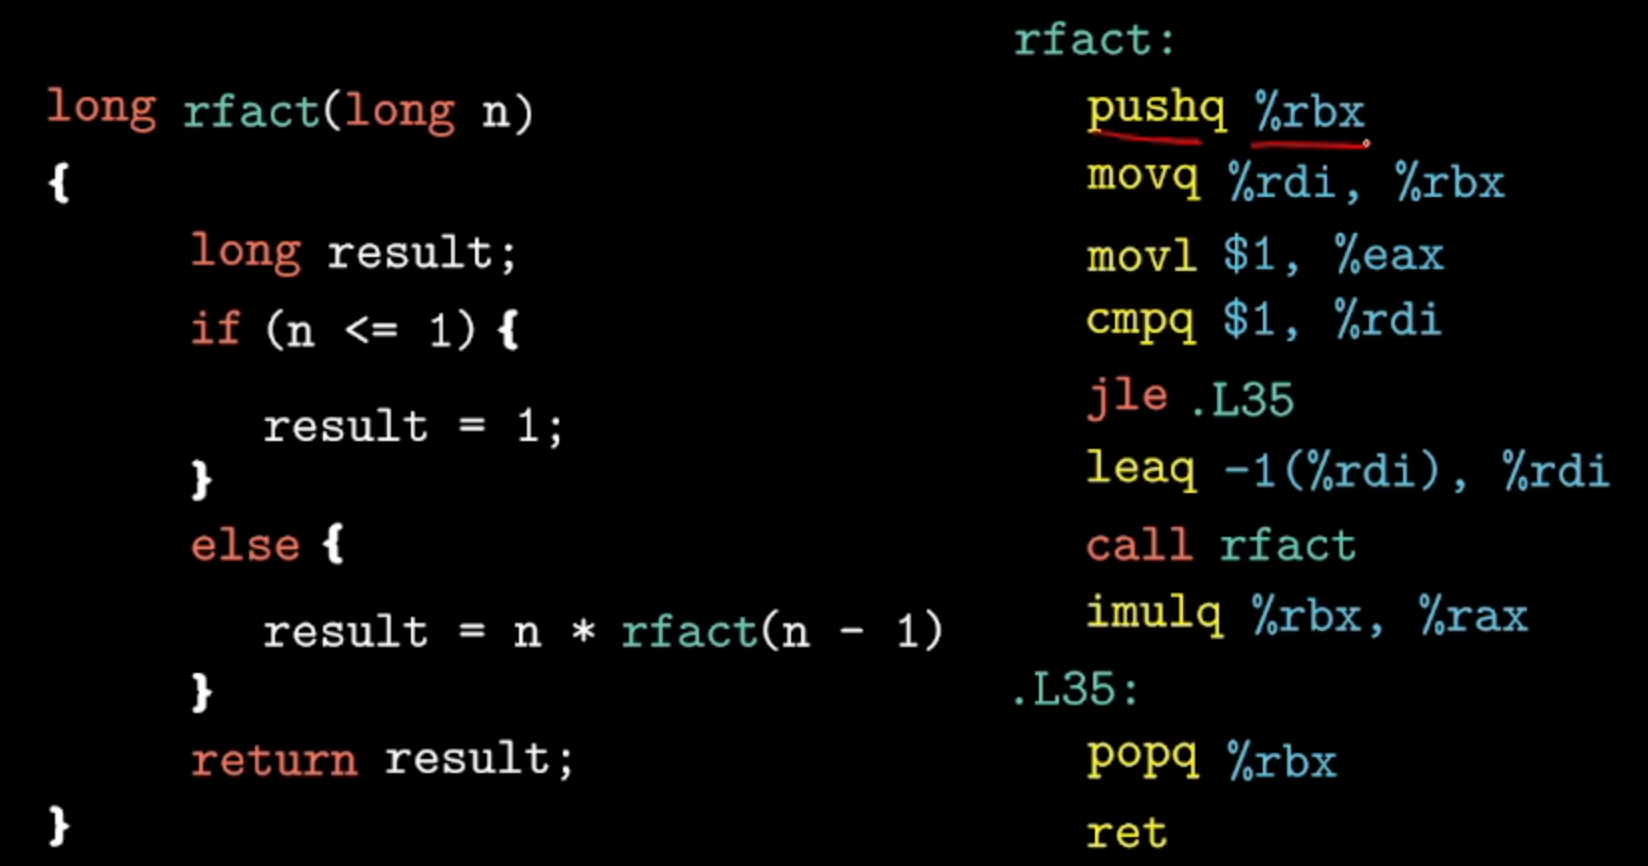 long rfact(long n)
{
long result;
if (n <= 1) {
result = 1;
}
else {
result = n * rfact(n - 1)
}
return result;
}
rfact:
pushq %rbx
movq %rdi, %rbx
movl $1, %eax
cmpq $1, %rdi
jle .L35
leaq -1(%rdi), %rdi
call rfact
imulq %rbx, %rax
.L35:
popq %rbx
ret